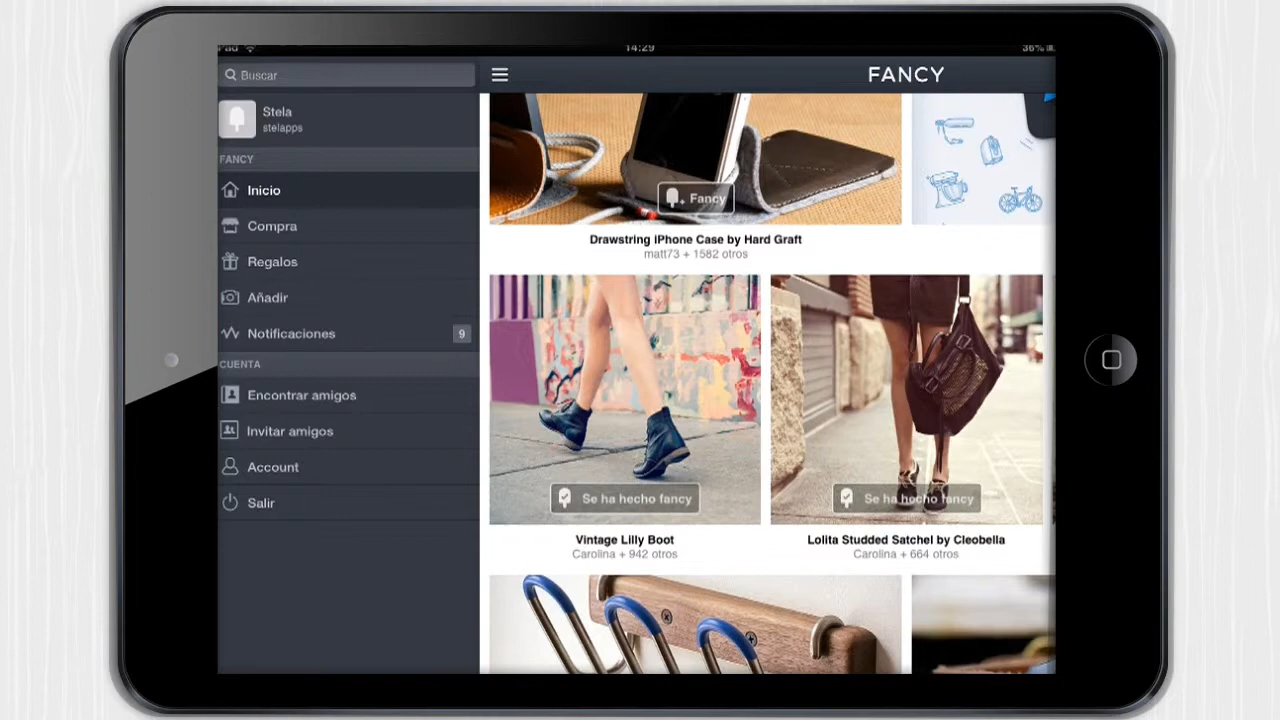 iPad 14:29 36%
Buscar
FANCY
Stela
stelapps
FANCY
Inicio
Compra
Regalos
Añadir
Notificaciones 9
CUENTA
Encontrar amigos
Invitar amigos
Account
Salir
Fancy
Drawstring iPhone Case by Hard Graft
matt73 + 1582 otros
Se ha hecho fancy
Se ha hecho fancy
Vintage Lilly Boot
Carolina + 942 otros
Lolita Studded Satchel by Cleobella
Carolina + 664 otros